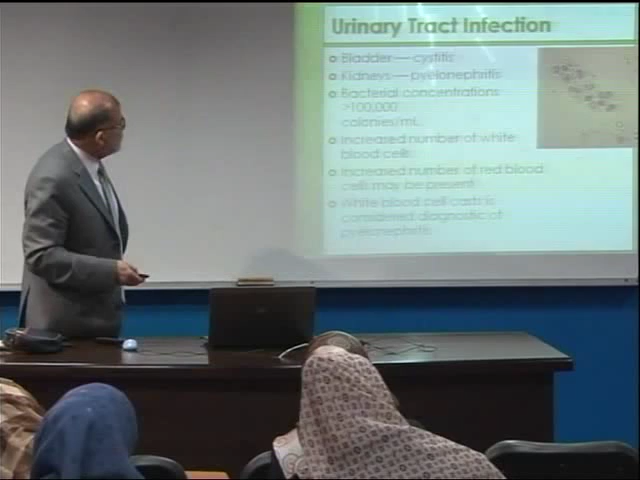 Urinary Tract Infection
Bladder — cystitis
Kidneys — pyelonephritis
Bacterial concentrations
>100,000
colonies/mL
Increased number of white
blood cells
Increased number of red blood
cells may be present
White blood cell casts is
considered diagnostic of
pyelonephritis